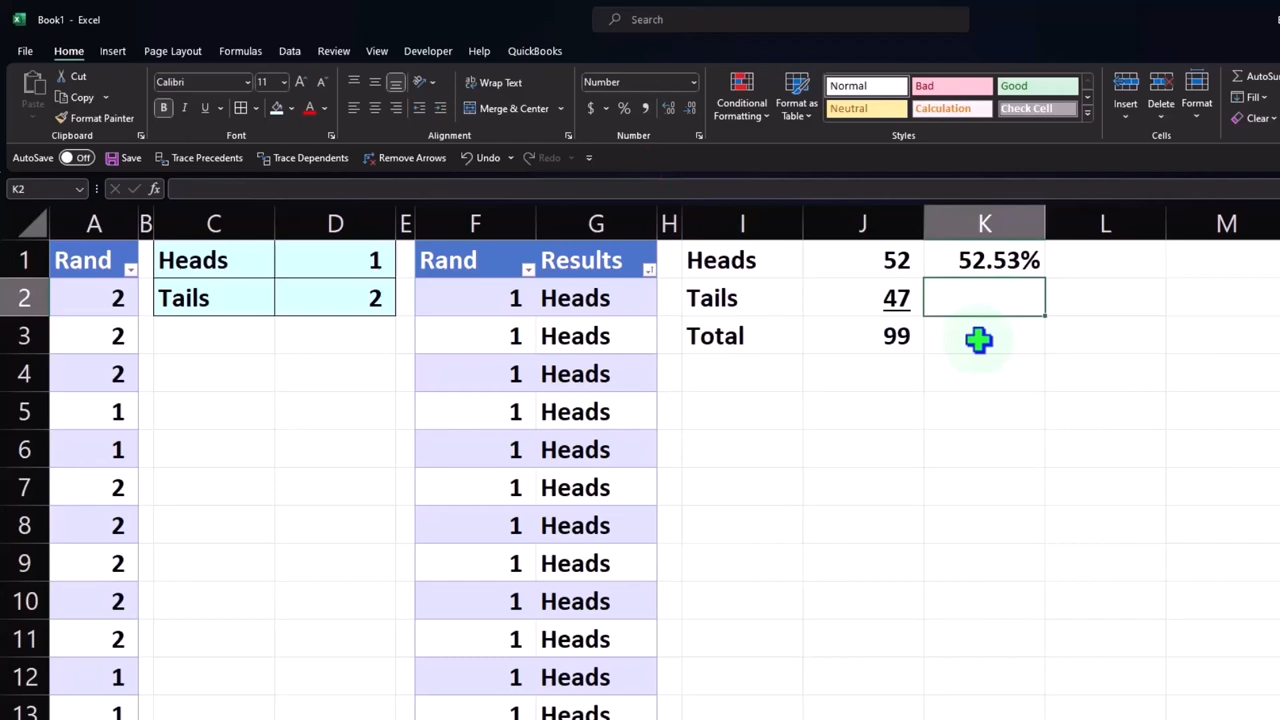 Book1 - Excel
Search
File Home Insert Page Layout Formulas Data Review View Developer Help QuickBooks
Paste
Cut
Copy
Format Painter
Clipboard
Calibri 11 A A
B I U A
Font
Wrap Text
Merge & Center
Alignment
Number
$ % ,
Number
Conditional Formatting
Format as Table
Normal Bad Good
Neutral Calculation Check Cell
Styles
Insert Delete Format
Cells
AutoSu
Fill
Clear
AutoSave Off Save Trace Precedents Trace Dependents Remove Arrows Undo Redo
K2 fx
A B C D E F G H I J K L M
1 Rand Heads 1 Rand Results Heads 52 52.53%
2 2 Tails 2 1 Heads Tails 47
3 2 1 Heads Total 99
4 2 1 Heads
5 1 1 Heads
6 1 1 Heads
7 2 1 Heads
8 2 1 Heads
9 2 1 Heads
10 2 1 Heads
11 2 1 Heads
12 1 1 Heads
13 1 1 Heads